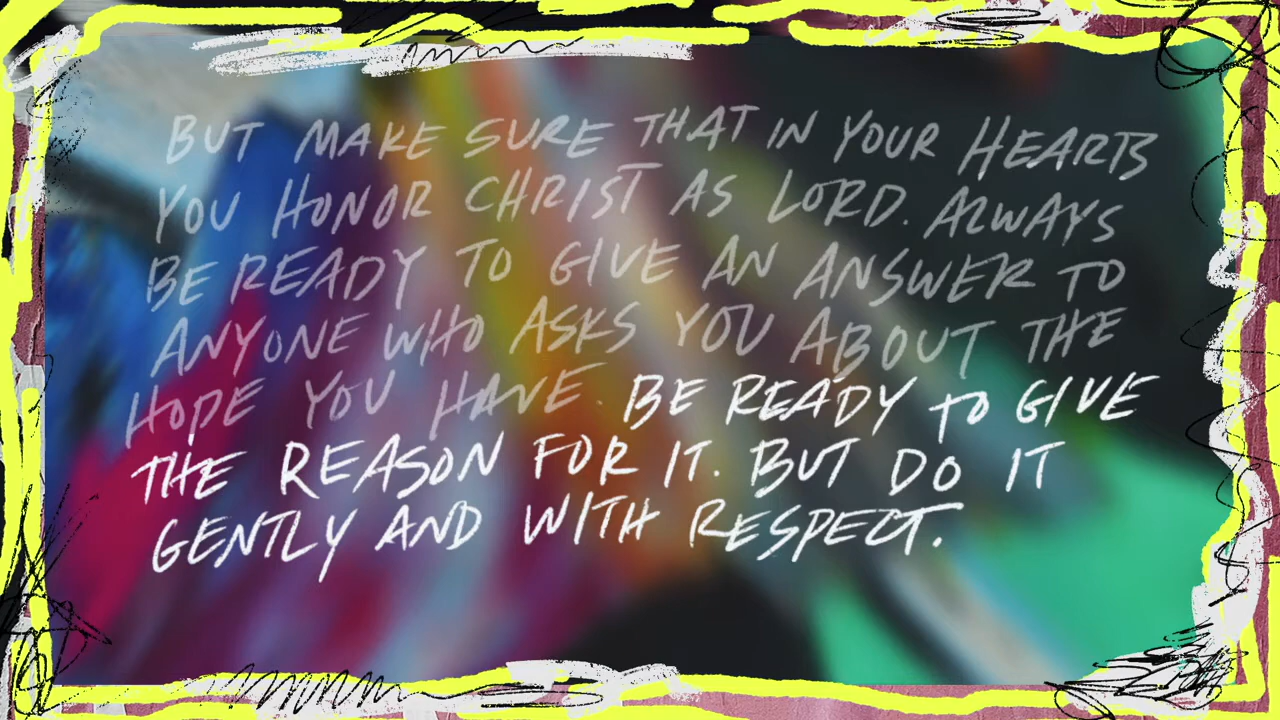 BUT MAKE SURE THAT IN YOUR HEARTS
YOU HONOR CHRIST AS LORD. ALWAYS
BE READY TO GIVE AN ANSWER TO
ANYONE WHO ASKS YOU ABOUT THE
HOPE YOU HAVE. BE READY TO GIVE
THE REASON FOR IT. BUT DO IT
GENTLY AND WITH RESPECT.